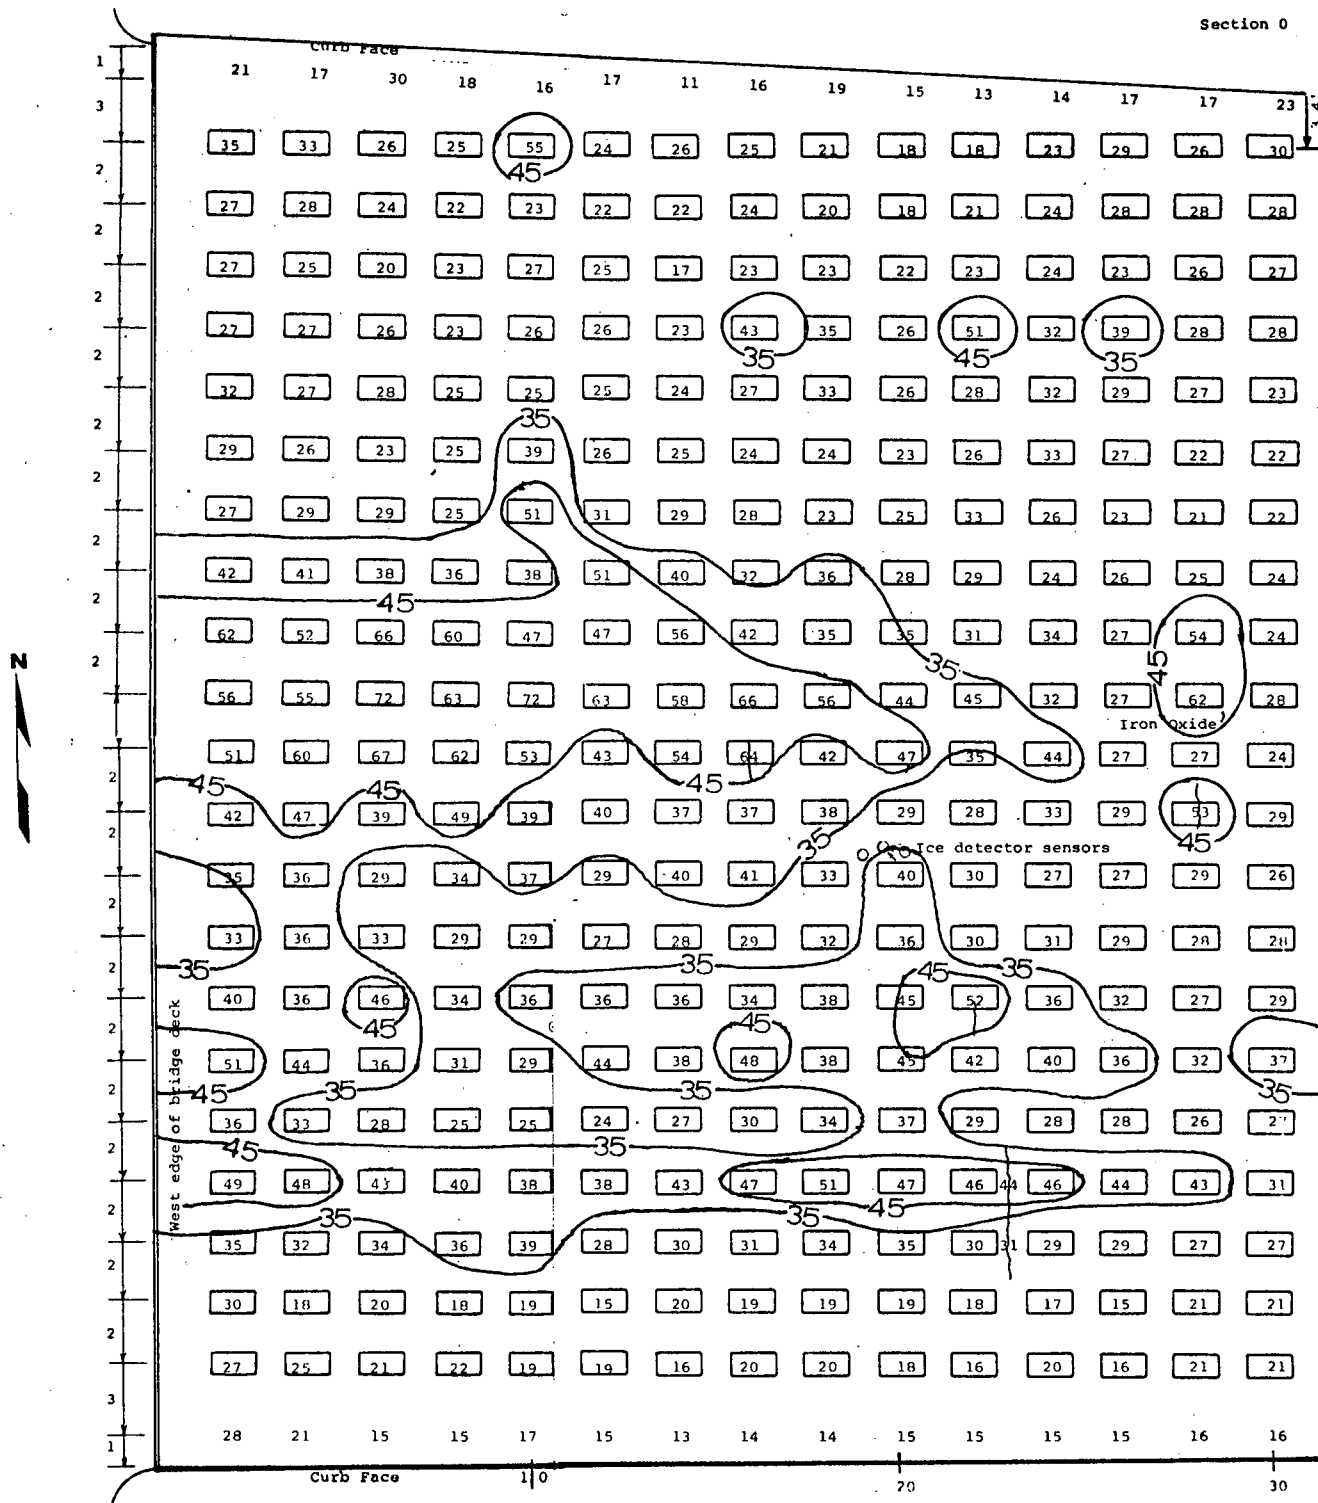 Section 0
Curb Face
1 21 17 30 18 16 17 11 16 19 15 13 14 17 17 23
3
35 33 26 25 55 24 26 25 21 18 18 23 29 26 30
45
2
27 28 24 22 23 22 22 24 20 18 21 24 28 28 28
2
27 25 20 23 27 25 17 23 23 22 23 24 23 26 27
2
27 27 26 23 26 26 23 43 35 26 51 32 39 28 28
2 35 45 35
32 27 28 25 25 25 24 27 33 26 28 32 29 27 23
2 35
29 26 23 25 39 26 25 24 24 23 26 33 27 22 22
2
27 29 29 25 51 31 29 28 23 25 33 26 23 21 22
2
42 41 38 36 38 51 40 32 36 28 29 24 26 25 24
2 45
62 52 66 60 47 47 56 42 35 35 31 34 27 54 24
N 2 35 45
56 55 72 63 72 63 58 66 56 44 45 32 27 62 28
Iron Oxide
51 60 67 62 53 43 54 64 42 47 35 44 27 27 24
2 45 45 45
42 47 39 49 39 40 37 37 38 29 28 33 29 53 29
2 35 45
Ice detector sensors
35 36 29 34 37 29 40 41 33 40 30 27 27 29 26
2
33 36 33 29 29 27 28 29 32 36 30 31 29 28 28
2 35 35 45 35
40 36 46 34 36 36 36 34 38 45 52 36 32 27 29
2 45 45
51 44 36 31 29 44 38 48 38 45 42 40 36 32 37
2 45 35 35 35
36 33 28 25 25 24 27 30 34 37 29 28 28 26
2 45 35
49 48 43 40 38 38 43 47 51 47 46 44 46 44 43 31
2 35 35 45
35 32 34 36 39 28 30 31 34 35 30 31 29 29 27 27
2
West edge of bridge deck
30 18 20 18 19 15 20 19 19 19 18 17 15 21 21
2
27 25 21 22 19 19 16 20 20 18 16 20 16 21 21
3
1 28 21 15 15 17 15 13 14 14 15 15 15 15 16 16
Curb Face 10 20 30